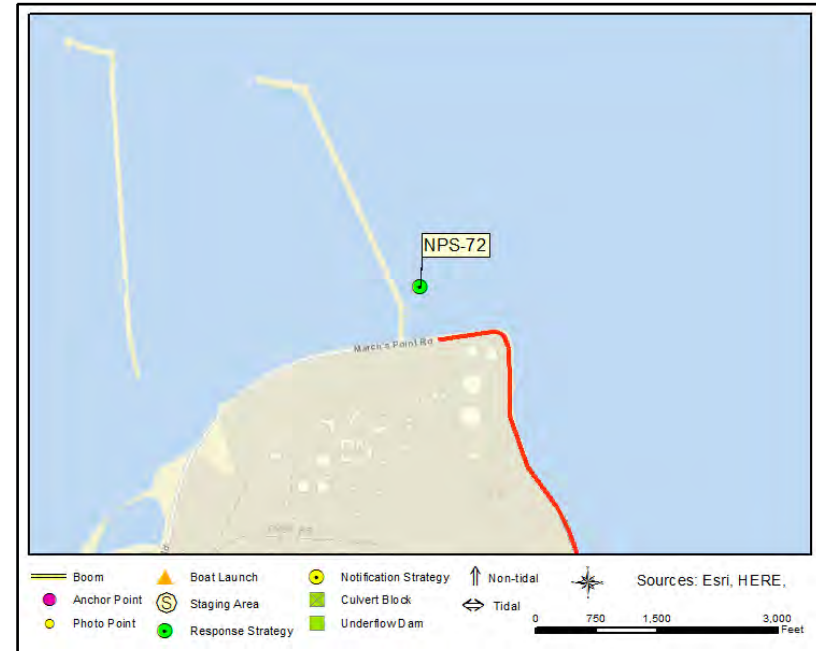 NPS-72
March's Point Rd
Rd
Boom
Anchor Point
Photo Point
Boat Launch
S
Staging Area
Response Strategy
Notification Strategy
Culvert Block
Underflow Dam
Non-tidal
Tidal
Sources: Esri, HERE,
0 750 1,500 3,000
Feet